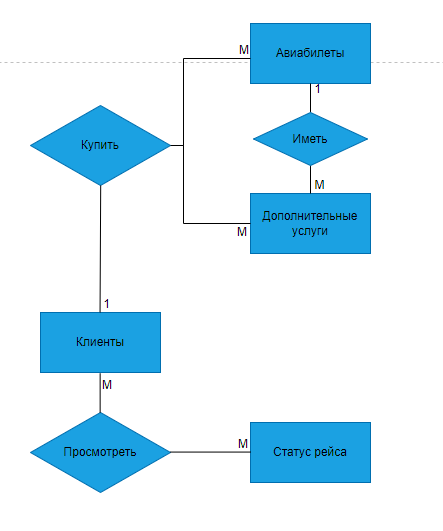 M
Авиабилеты
1
Купить
Иметь
M
Дополнительные
услуги
M
1
Клиенты
M
Просмотреть
M
Статус рейса